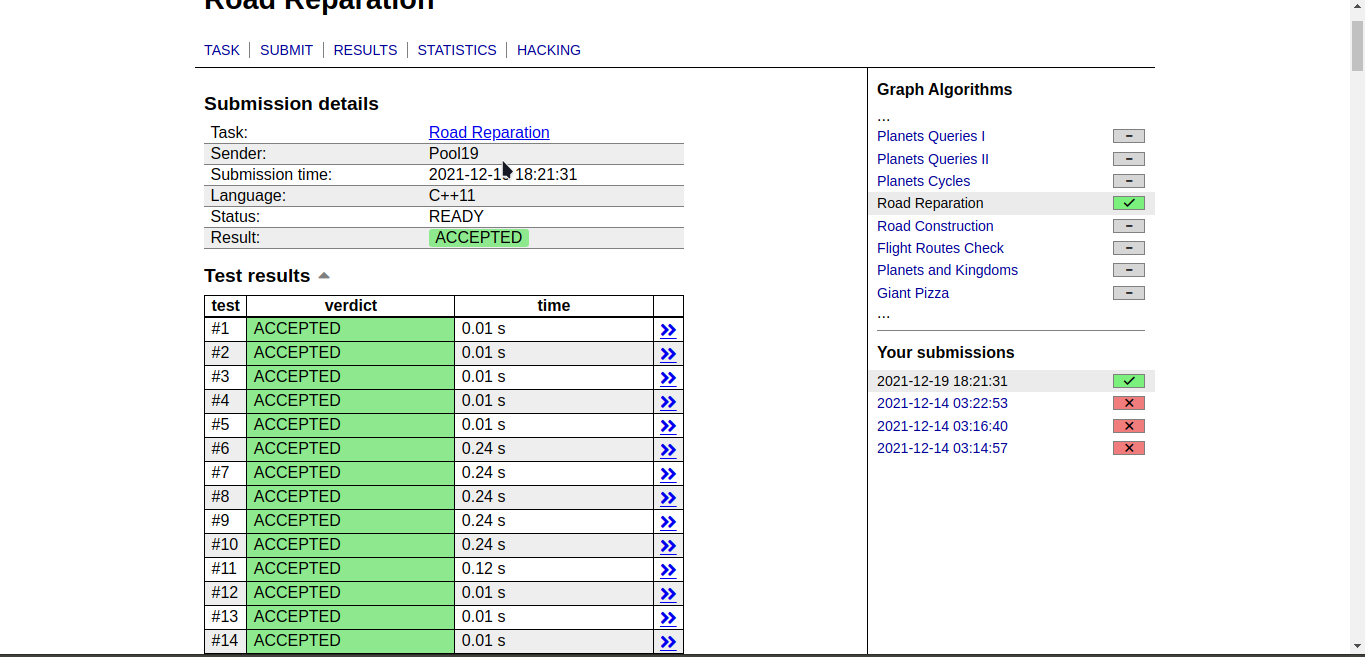 Road Reparation
TASK | SUBMIT | RESULTS | STATISTICS | HACKING
Submission details
Task: Road Reparation
Sender: Pool19
Submission time: 2021-12-19 18:21:31
Language: C++11
Status: READY
Result: ACCEPTED
Test results
test verdict time
#1 ACCEPTED 0.01 s »
#2 ACCEPTED 0.01 s »
#3 ACCEPTED 0.01 s »
#4 ACCEPTED 0.01 s »
#5 ACCEPTED 0.01 s »
#6 ACCEPTED 0.24 s »
#7 ACCEPTED 0.24 s »
#8 ACCEPTED 0.24 s »
#9 ACCEPTED 0.24 s »
#10 ACCEPTED 0.24 s »
#11 ACCEPTED 0.12 s »
#12 ACCEPTED 0.01 s »
#13 ACCEPTED 0.01 s »
#14 ACCEPTED 0.01 s »
Graph Algorithms
...
Planets Queries I –
Planets Queries II –
Planets Cycles –
Road Reparation ✓
Road Construction –
Flight Routes Check –
Planets and Kingdoms –
Giant Pizza –
...
Your submissions
2021-12-19 18:21:31 ✓
2021-12-14 03:22:53 ✕
2021-12-14 03:16:40 ✕
2021-12-14 03:14:57 ✕